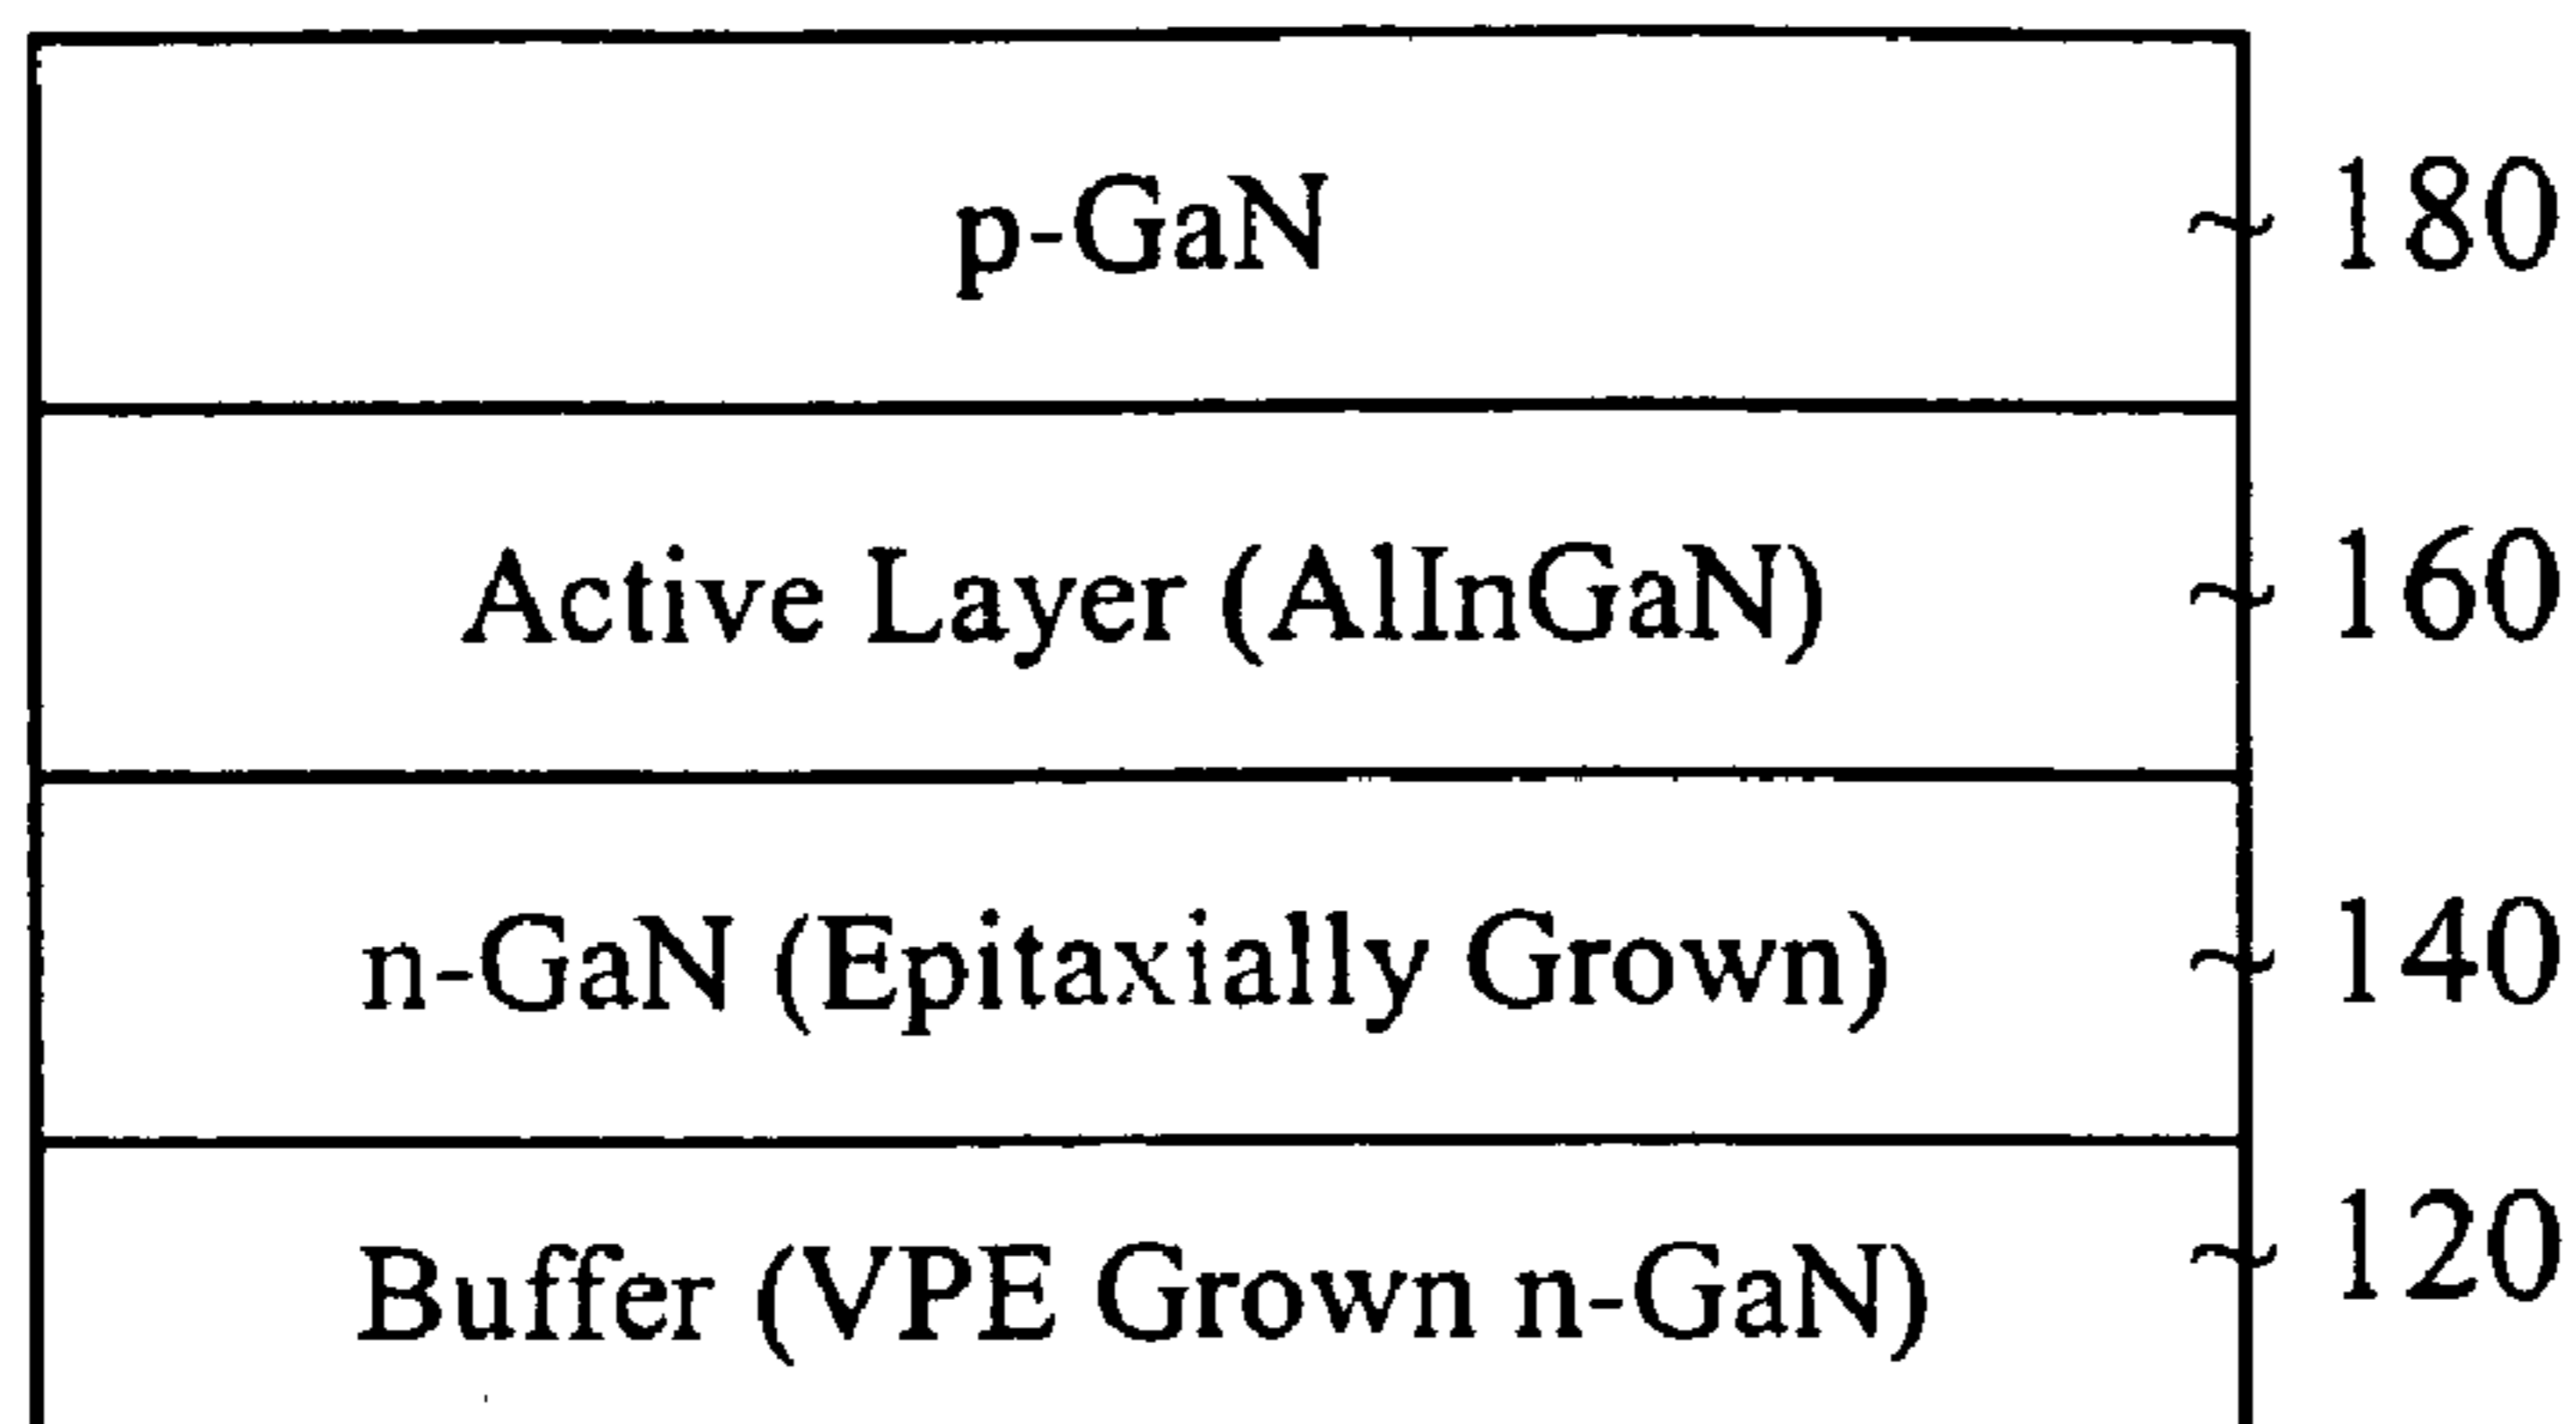 p-GaN ~ 180
Active Layer (AlInGaN) ~ 160
n-GaN (Epitaxially Grown) ~ 140
Buffer (VPE Grown n-GaN) ~ 120